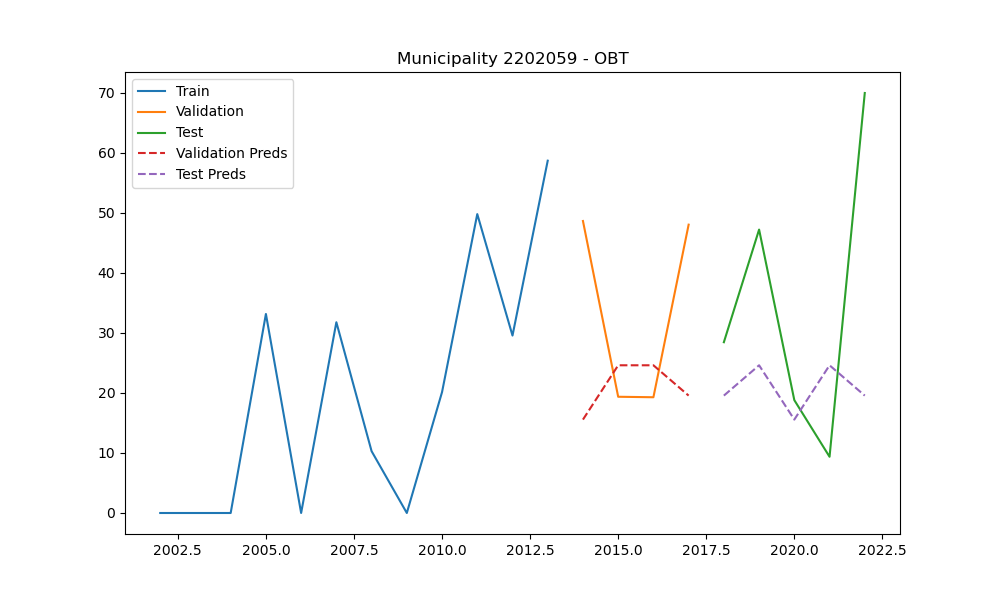 Municipality 2202059 - OBT
Train
Validation
Test
Validation Preds
Test Preds
70
60
50
40
30
20
10
0
2002.5 2005.0 2007.5 2010.0 2012.5 2015.0 2017.5 2020.0 2022.5